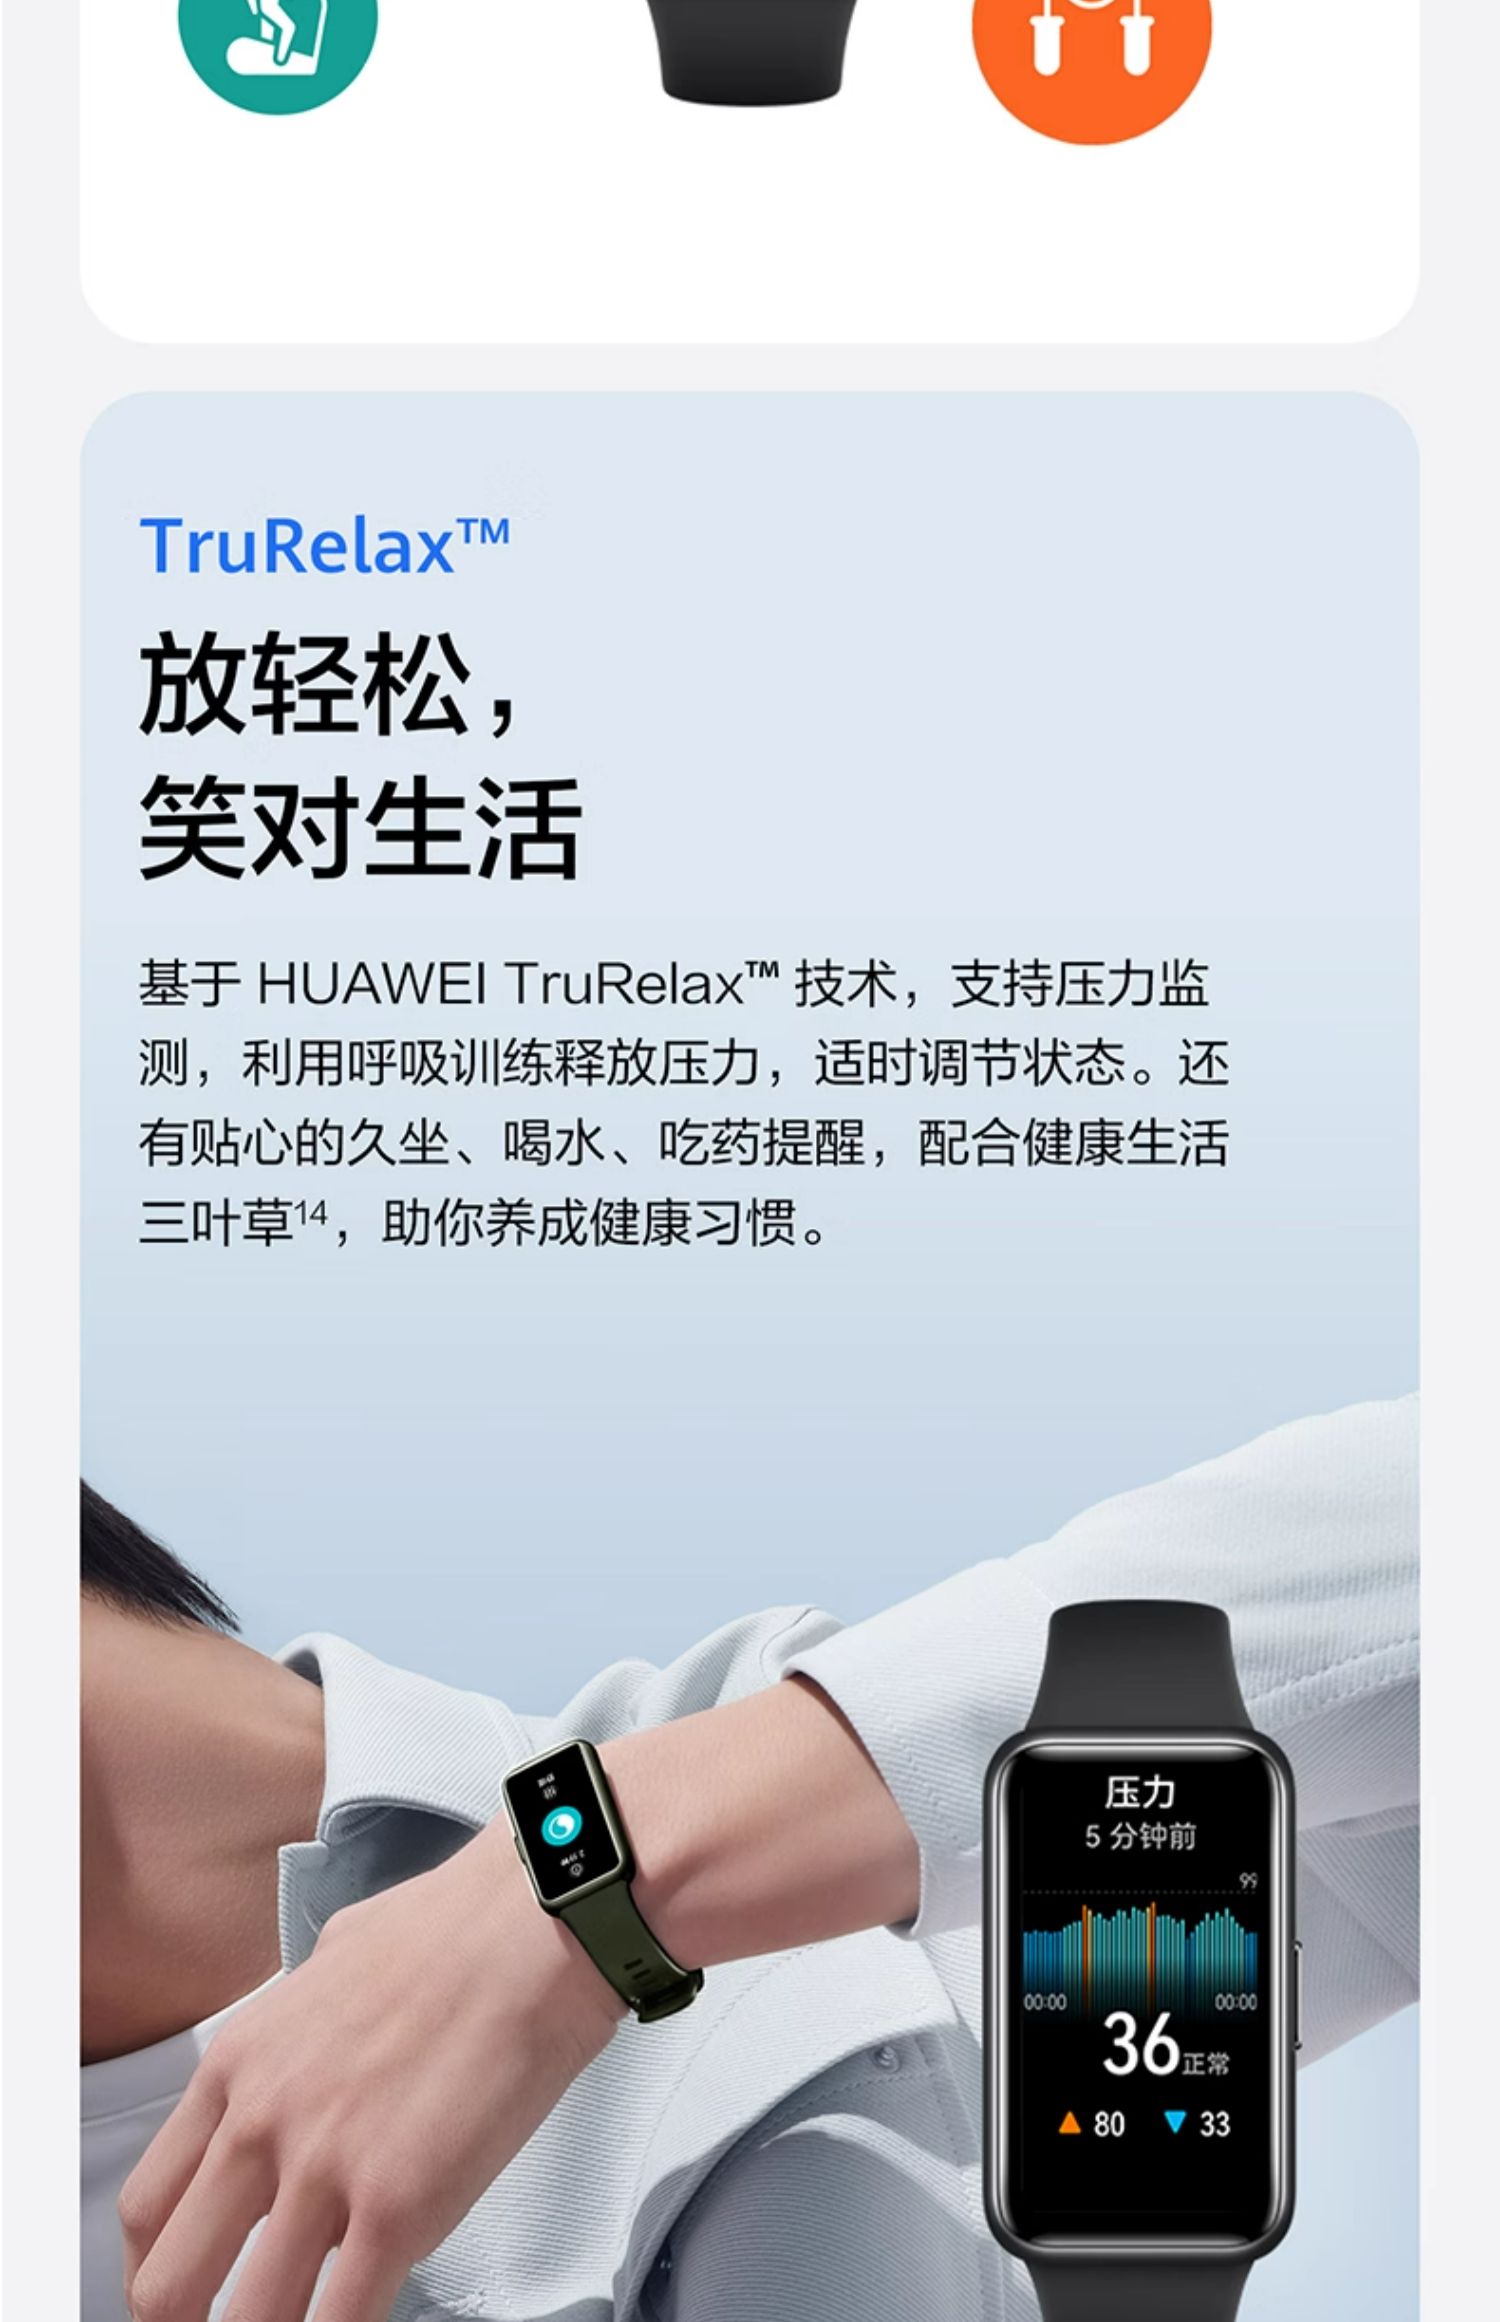 TruRelax™
放轻松，
笑对生活
基于 HUAWEI TruRelax™ 技术，支持压力监
测，利用呼吸训练释放压力，适时调节状态。还
有贴心的久坐、喝水、吃药提醒，配合健康生活
三叶草¹⁴，助你养成健康习惯。
压力
5 分钟前
99
00:00 00:00
36正常
▲ 80 ▼ 33